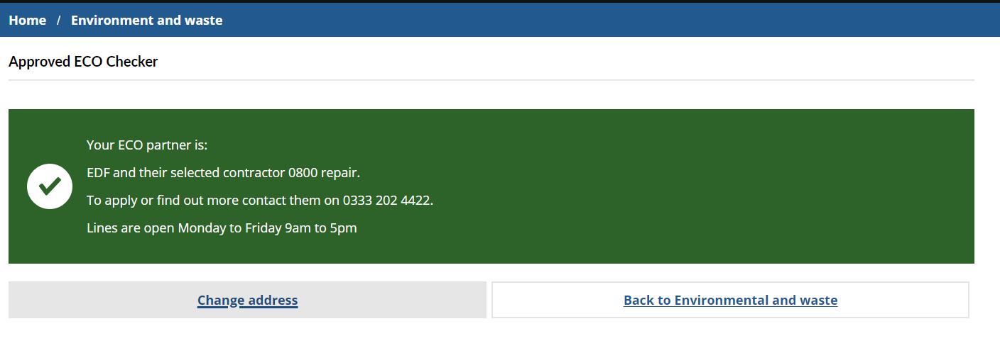 Home / Environment and waste
Approved ECO Checker
Your ECO partner is:
EDF and their selected contractor 0800 repair.
To apply or find out more contact them on 0333 202 4422.
Lines are open Monday to Friday 9am to 5pm
Change address
Back to Environmental and waste